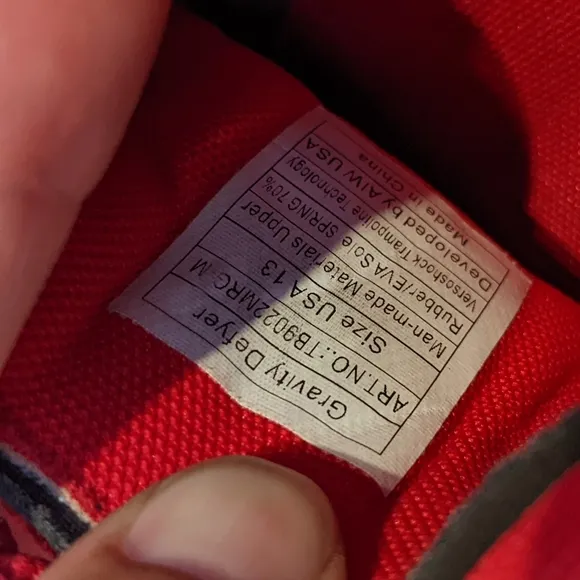 Gravity Defyer
ART.NO.:TB9022MRG M
Size USA 13
Man-made Materials Upper
Rubber/EVA Sole SPRING 70%
Versoshock Trampoline Technology
Developed by AIW USA
Made in China